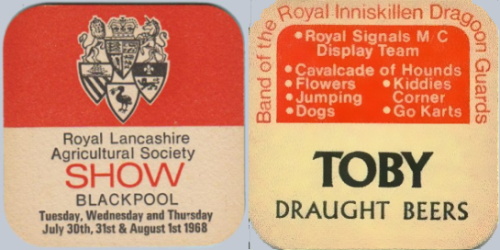 Royal Lancashire
Agricultural Society
SHOW
BLACKPOOL
Tuesday, Wednesday and Thursday
July 30th, 31st & August 1st 1968
Band of the Royal Inniskillen Dragoon Guards
• Royal Signals M C
Display Team
• Cavalcade of Hounds
• Flowers • Kiddies
• Jumping Corner
• Dogs • Go Karts
TOBY
DRAUGHT BEERS